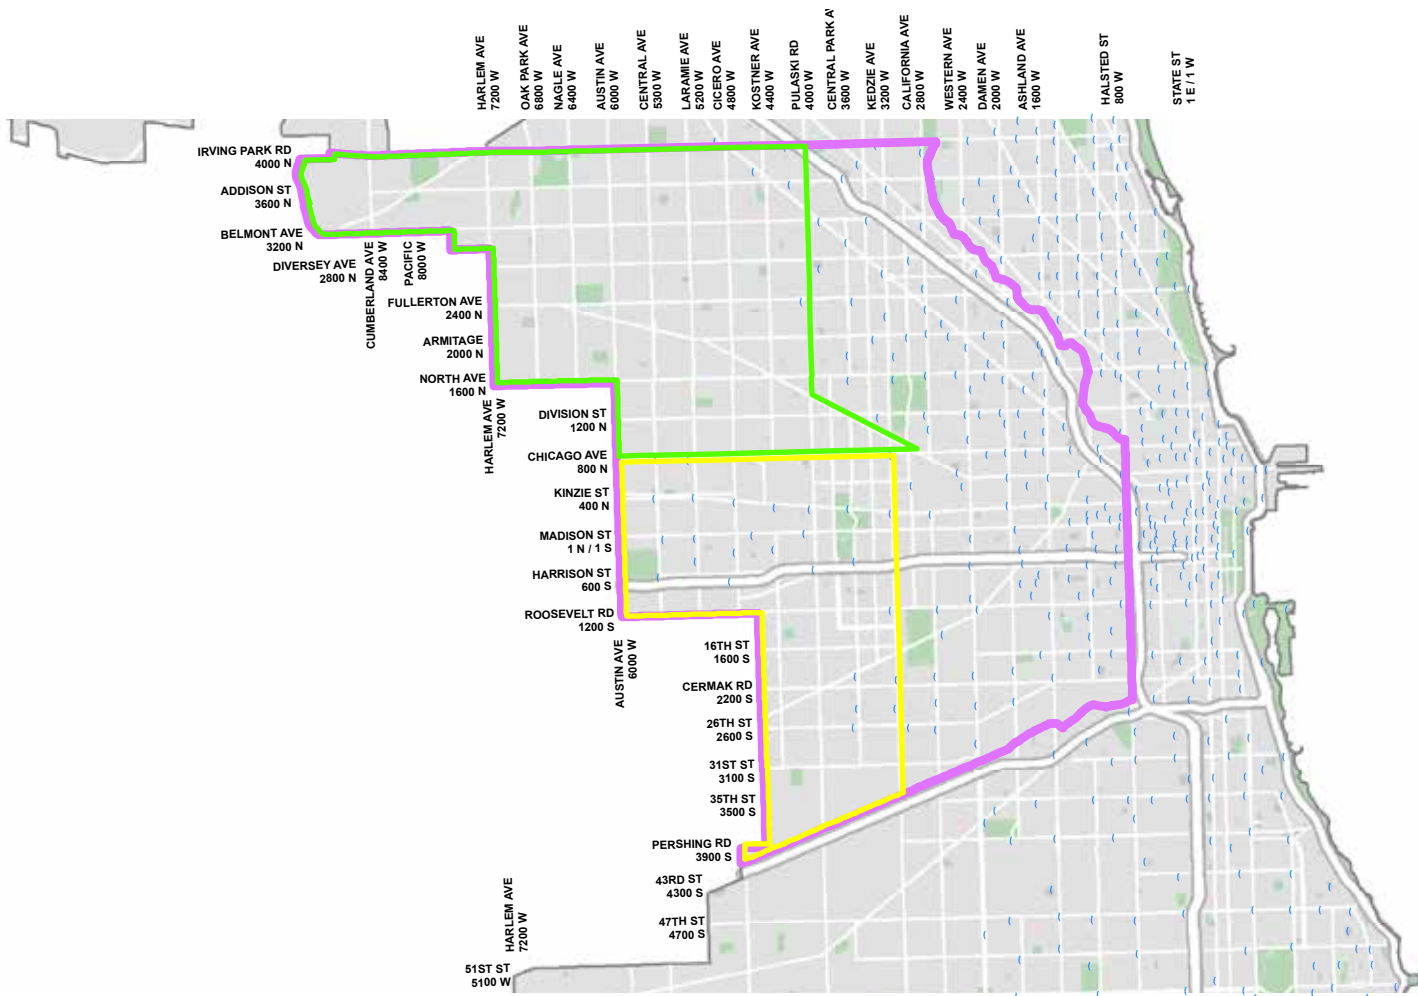 HARLEM AVE
7200 W
OAK PARK AVE
6800 W
NAGLE AVE
6400 W
AUSTIN AVE
6000 W
CENTRAL AVE
5300 W
LARAMIE AVE
5200 W
CICERO AVE
4800 W
KOSTNER AVE
4400 W
PULASKI RD
4000 W
CENTRAL PARK AV
3600 W
KEDZIE AVE
3200 W
CALIFORNIA AVE
2800 W
WESTERN AVE
2400 W
DAMEN AVE
2000 W
ASHLAND AVE
1600 W
HALSTED ST
800 W
STATE ST
1 E / 1 W
IRVING PARK RD
4000 N
ADDISON ST
3600 N
BELMONT AVE
3200 N
DIVERSEY AVE
2800 N
CUMBERLAND AVE
8400 W
PACIFIC
8000 W
FULLERTON AVE
2400 N
ARMITAGE
2000 N
NORTH AVE
1600 N
HARLEM AVE
7200 W
DIVISION ST
1200 N
CHICAGO AVE
800 N
KINZIE ST
400 N
MADISON ST
1 N / 1 S
HARRISON ST
600 S
ROOSEVELT RD
1200 S
AUSTIN AVE
6000 W
16TH ST
1600 S
CERMAK RD
2200 S
26TH ST
2600 S
31ST ST
3100 S
35TH ST
3500 S
PERSHING RD
3900 S
43RD ST
4300 S
47TH ST
4700 S
HARLEM AVE
7200 W
51ST ST
5100 W